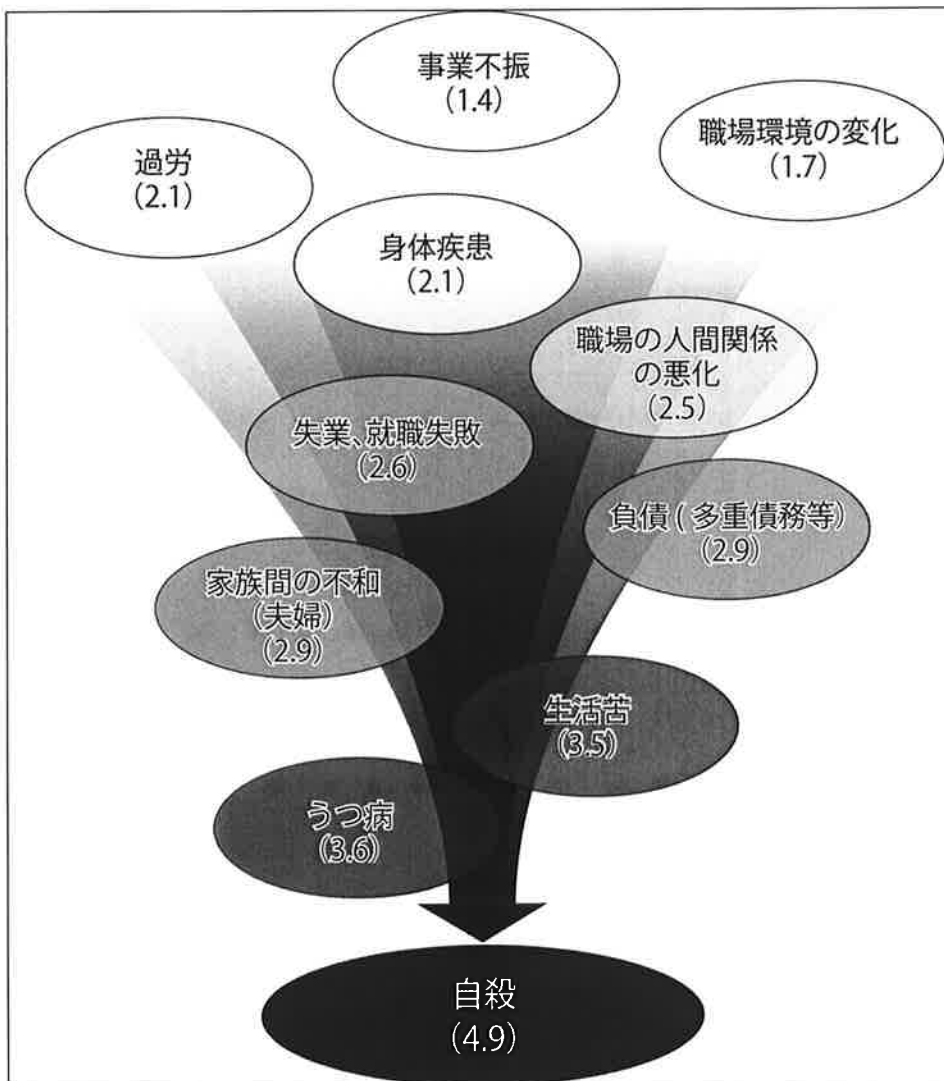 事業不振
(1.4)
職場環境の変化
(1.7)
過労
(2.1)
身体疾患
(2.1)
職場の人間関係
の悪化
(2.5)
失業、就職失敗
(2.6)
負債(多重債務等)
(2.9)
家族間の不和
(夫婦)
(2.9)
生活苦
(3.5)
うつ病
(3.6)
自殺
(4.9)